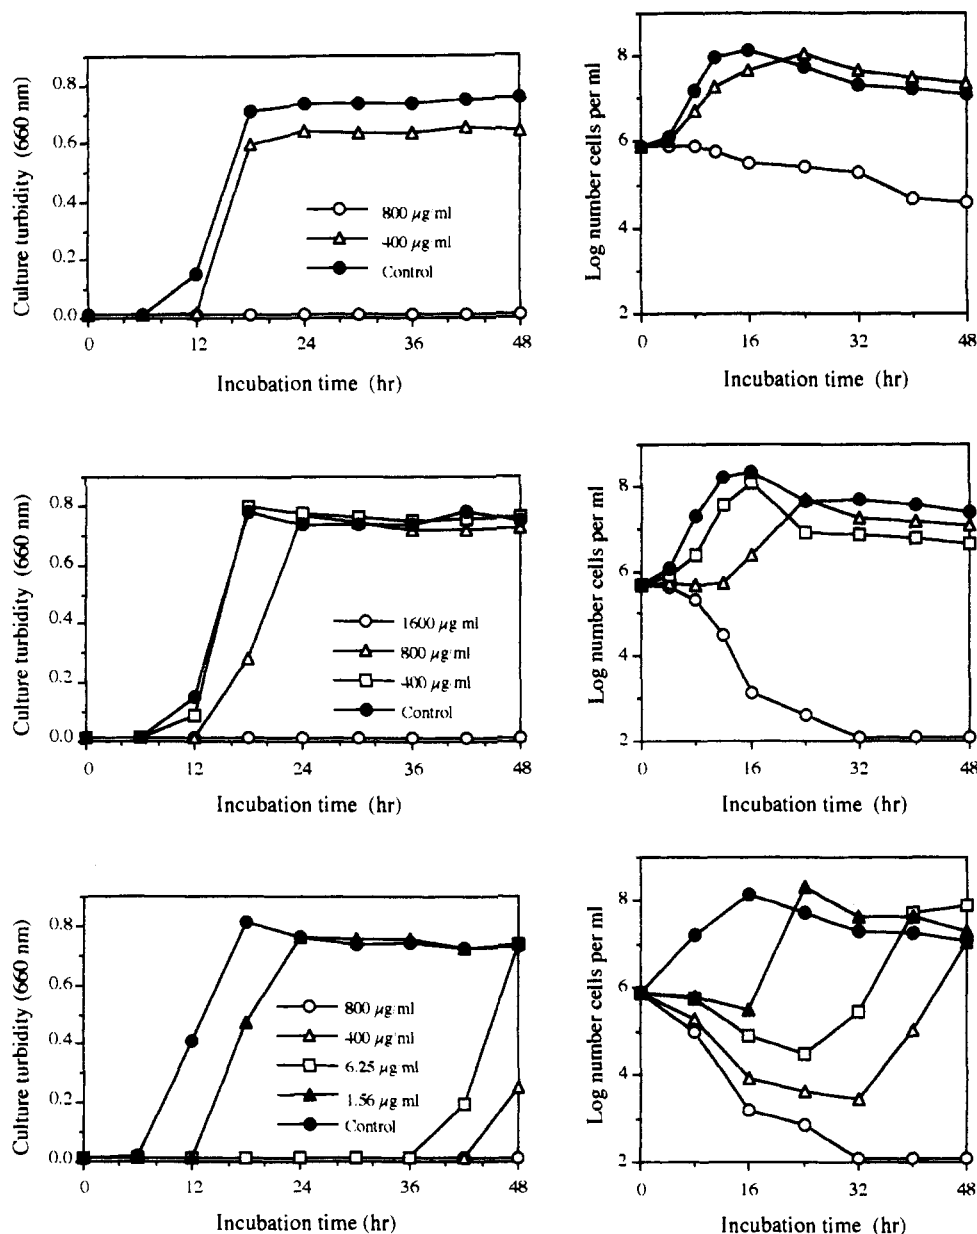 Culture turbidity (660 nm)
0.8
0.6
0.4
0.2
0.0
800 µg/ml
400 µg/ml
Control
0 12 24 36 48
Incubation time (hr)
Log number cells per ml
8
6
4
2
0 16 32 48
Incubation time (hr)
Culture turbidity (660 nm)
0.8
0.6
0.4
0.2
0.0
1600 µg/ml
800 µg/ml
400 µg/ml
Control
0 12 24 36 48
Incubation time (hr)
Log number cells per ml
8
6
4
2
0 16 32 48
Incubation time (hr)
Culture turbidity (660 nm)
0.8
0.6
0.4
0.2
0.0
800 µg/ml
400 µg/ml
6.25 µg/ml
1.56 µg/ml
Control
0 12 24 36 48
Incubation time (hr)
Log number cells per ml
8
6
4
2
0 16 32 48
Incubation time (hr)